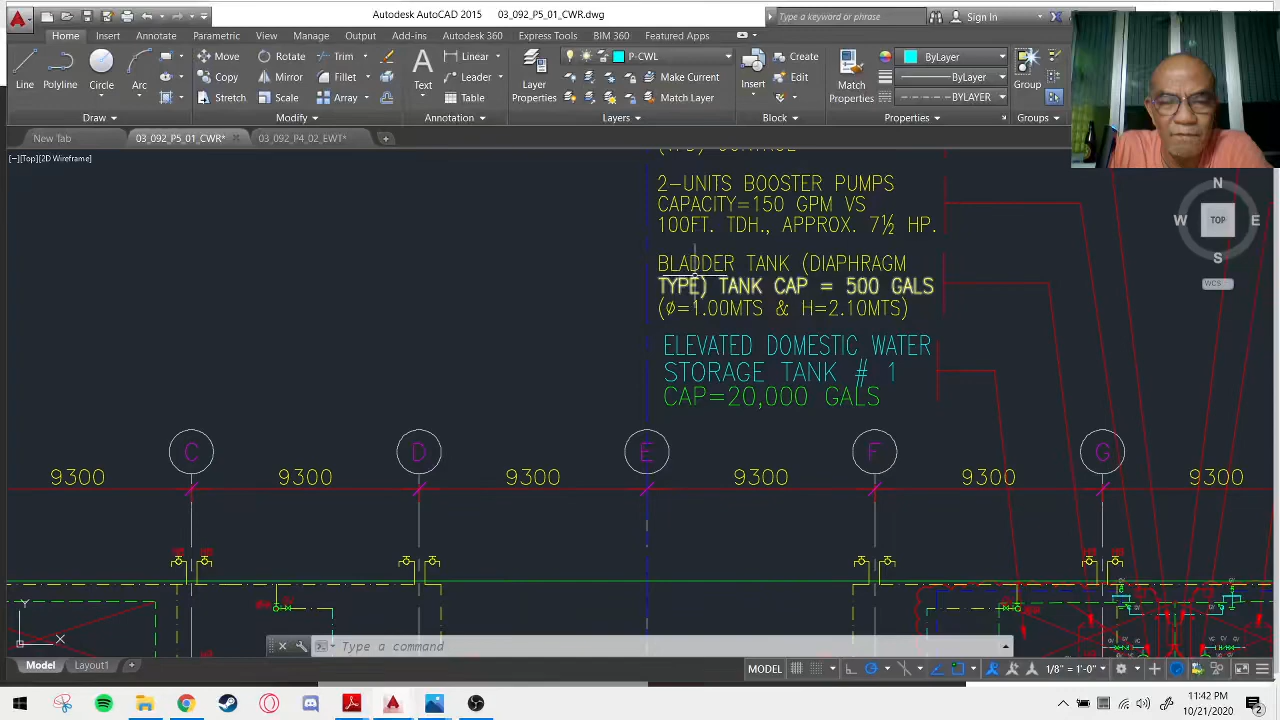 Autodesk AutoCAD 2015 03_092_P5_01_CWR.dwg
Type a keyword or phrase
Sign In
Home Insert Annotate Parametric View Manage Output Add-ins Autodesk 360 Express Tools BIM 360 Featured Apps
Line Polyline Circle Arc
Move Rotate Trim
Copy Mirror Fillet
Stretch Scale Array
Text
Linear
Leader
Table
Layer Properties
P-CWL
Make Current
Match Layer
Insert
Create
Edit
Match Properties
ByLayer
ByLayer
BYLAYER
Group
Draw Modify Annotation Layers Block Properties Groups
New Tab 03_092_P5_01_CWR* 03_092_P4_02_EWT*
[−][Top][2D Wireframe]
2-UNITS BOOSTER PUMPS
CAPACITY=150 GPM VS
100FT. TDH., APPROX. 7½ HP.
BLADDER TANK (DIAPHRAGM
TYPE) TANK CAP = 500 GALS
(ø=1.00MTS & H=2.10MTS)
ELEVATED DOMESTIC WATER
STORAGE TANK # 1
CAP=20,000 GALS
N
W TOP E
S
WCS
C D E F G
9300 9300 9300 9300 9300 9300
Y
X
Type a command
Model Layout1
MODEL 1/8" = 1'-0"
11:42 PM
10/21/2020
2